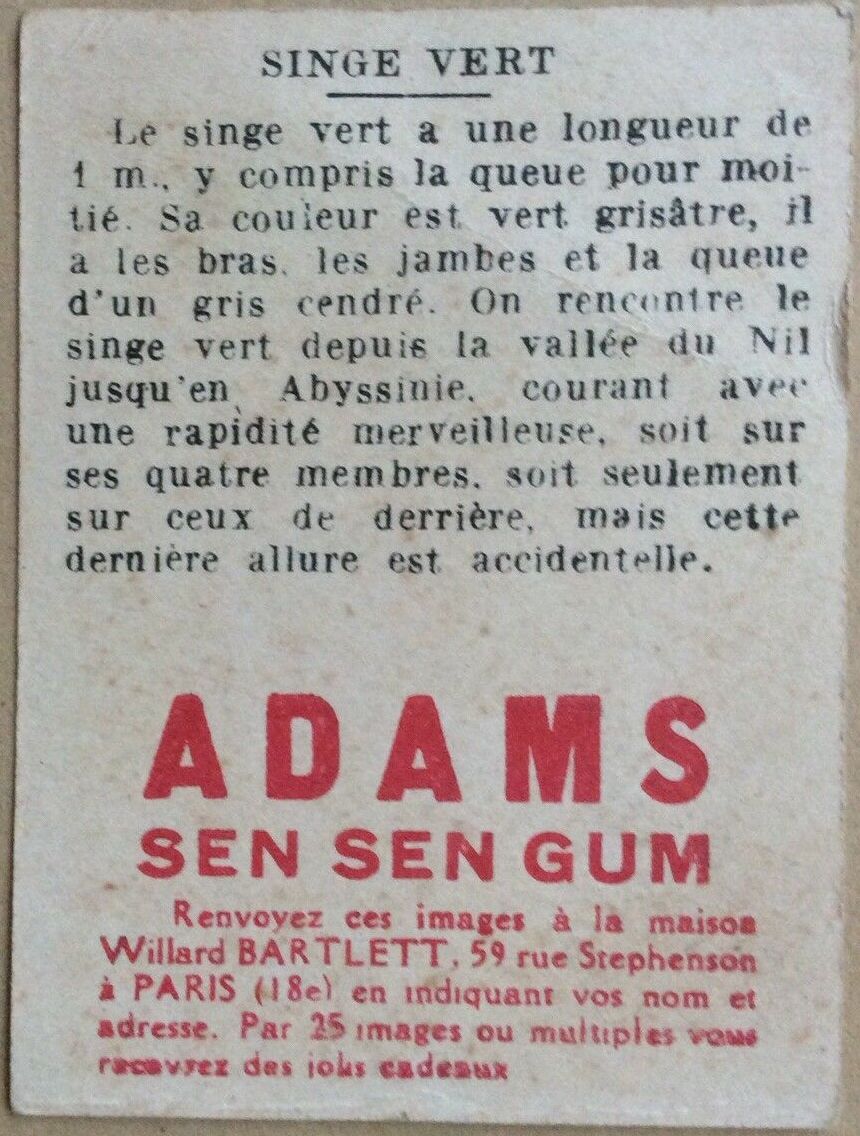 SINGE VERT
Le singe vert a une longueur de
1 m., y compris la queue pour moi-
tié. Sa couleur est vert grisâtre, il
a les bras, les jambes et la queue
d'un gris cendré. On rencontre le
singe vert depuis la vallée du Nil
jusqu'en Abyssinie, courant avec
une rapidité merveilleuse, soit sur
ses quatre membres, soit seulement
sur ceux de derrière, mais cette
dernière allure est accidentelle.
ADAMS
SEN SEN GUM
Renvoyez ces images à la maison
Willard BARTLETT, 59 rue Stephenson
à PARIS (18e) en indiquant vos nom et
adresse. Par 25 images ou multiples vous
recevrez des jolis cadeaux